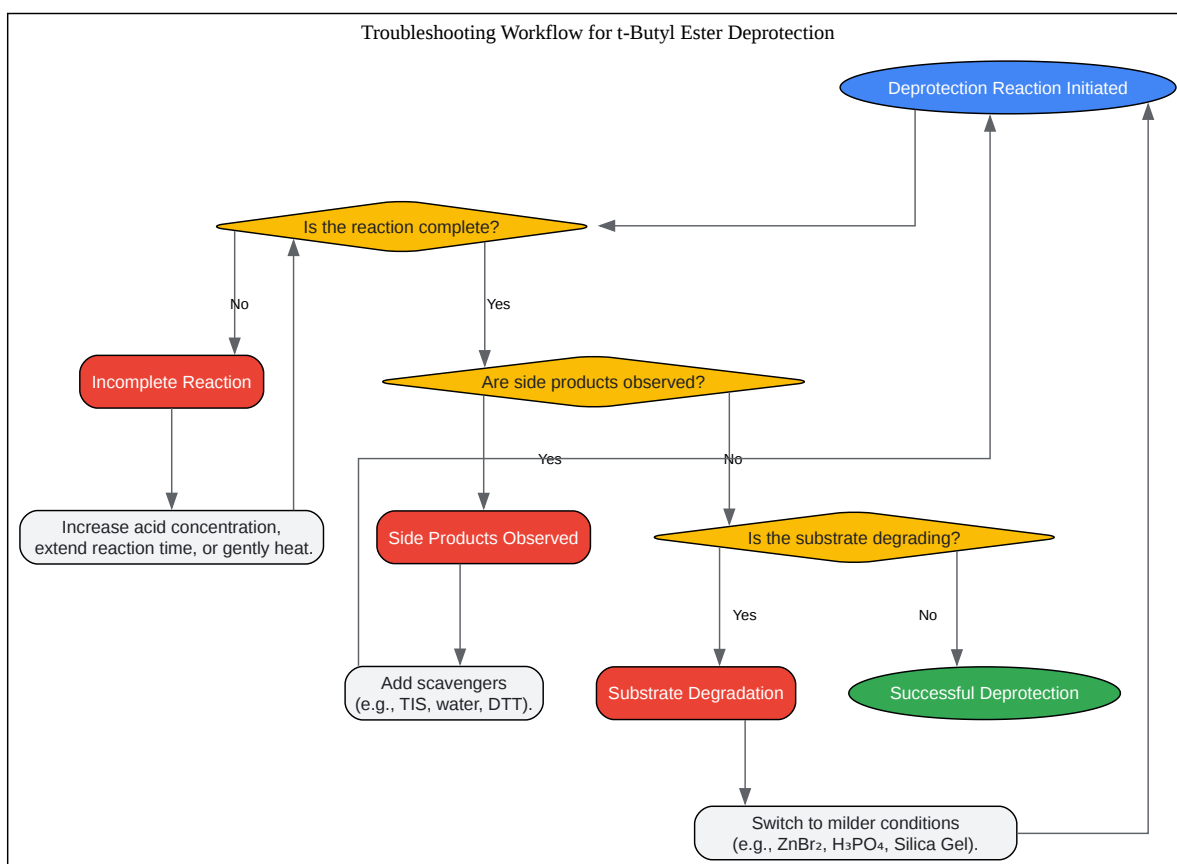 Troubleshooting Workflow for t-Butyl Ester Deprotection
Deprotection Reaction Initiated
Is the reaction complete?
No
Yes
Incomplete Reaction
Are side products observed?
Increase acid concentration,
extend reaction time, or gently heat.
Yes
No
Side Products Observed
Is the substrate degrading?
Yes
No
Add scavengers
(e.g., TIS, water, DTT).
Substrate Degradation
Successful Deprotection
Switch to milder conditions
(e.g., ZnBr₂, H₃PO₄, Silica Gel).